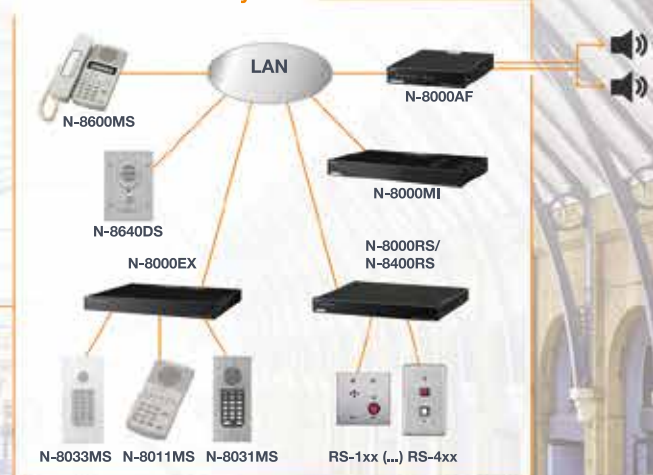 LAN
N-8000AF
N-8600MS
N-8000MI
N-8640DS
N-8000RS/
N-8400RS
N-8000EX
N-8033MS N-8011MS N-8031MS
RS-1xx (...) RS-4xx